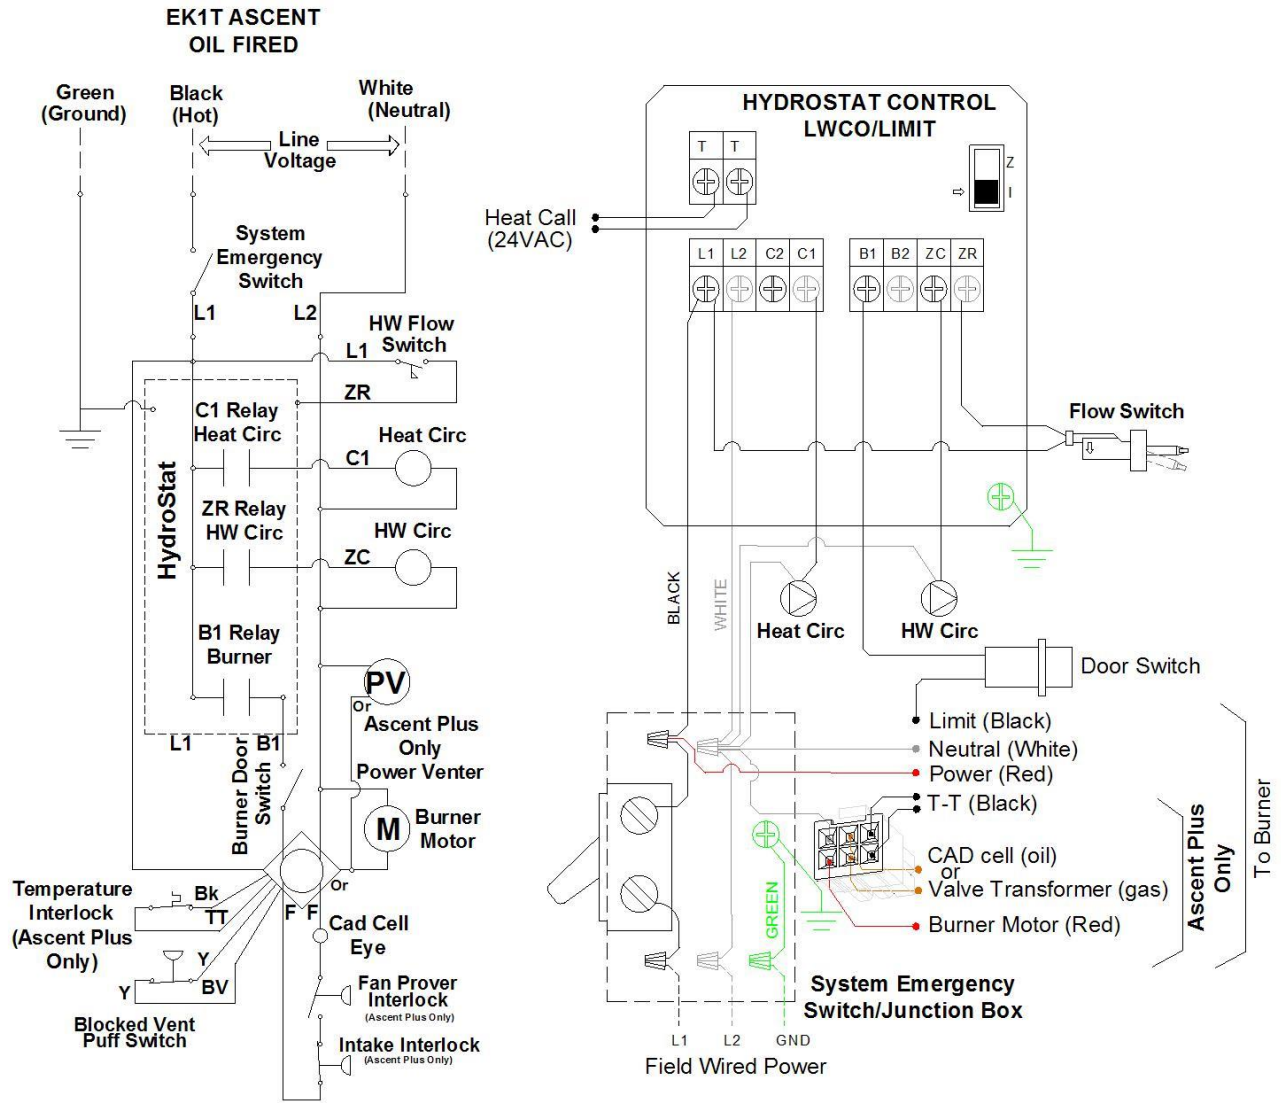 EK1T ASCENT
OIL FIRED
Green
(Ground)
Black
(Hot)
White
(Neutral)
Line
Voltage
System
Emergency
Switch
L1
L2
HW Flow
Switch
L1
ZR
C1 Relay
Heat Circ
Heat Circ
C1
HydroStat
ZR Relay
HW Circ
HW Circ
ZC
B1 Relay
Burner
PV
Or
Ascent Plus
Only
Power Venter
L1
B1
Burner Door
Switch
M
Burner
Motor
Or
Temperature
Interlock
(Ascent Plus
Only)
Bk
TT
F F
Cad Cell
Eye
Y
Y
BV
Blocked Vent
Puff Switch
Fan Prover
Interlock
(Ascent Plus Only)
Intake Interlock
(Ascent Plus Only)
HYDROSTAT CONTROL
LWCO/LIMIT
T T
Z
I
Heat Call
(24VAC)
L1 L2 C2 C1
B1 B2 ZC ZR
Flow Switch
BLACK
WHITE
Heat Circ
HW Circ
Door Switch
Limit (Black)
Neutral (White)
Power (Red)
T-T (Black)
CAD cell (oil)
or
Valve Transformer (gas)
Burner Motor (Red)
Ascent Plus
Only
To Burner
GREEN
System Emergency
Switch/Junction Box
L1 L2 GND
Field Wired Power